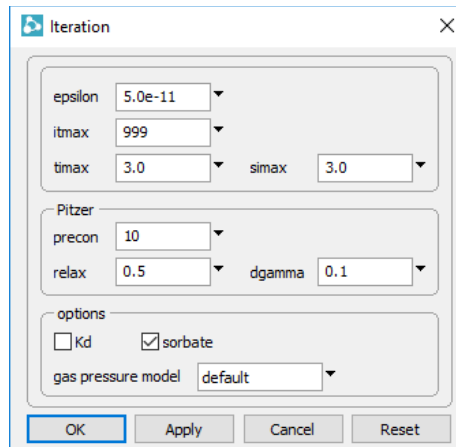 Iteration
epsilon 5.0e-11
itmax 999
timax 3.0 simax 3.0
Pitzer
precon 10
relax 0.5 dgamma 0.1
options
Kd sorbate
gas pressure model default
OK Apply Cancel Reset